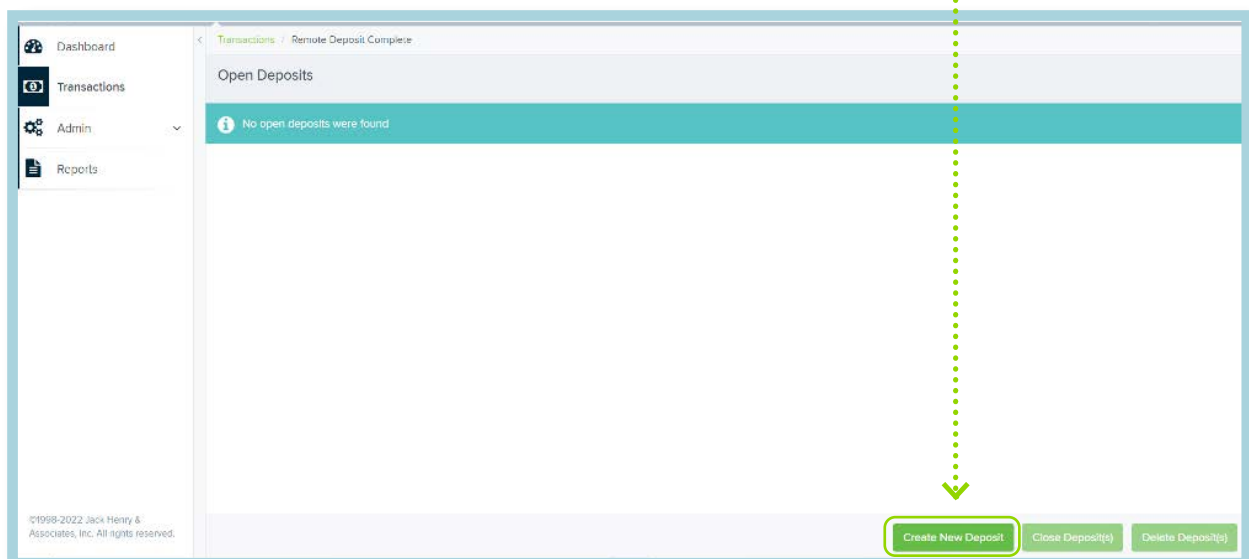 Dashboard
Transactions
Admin
Reports
Transactions / Remote Deposit Complete
Open Deposits
No open deposits were found
©1998-2022 Jack Henry &
Associates, Inc. All rights reserved.
Create New Deposit
Close Deposit(s)
Delete Deposit(s)